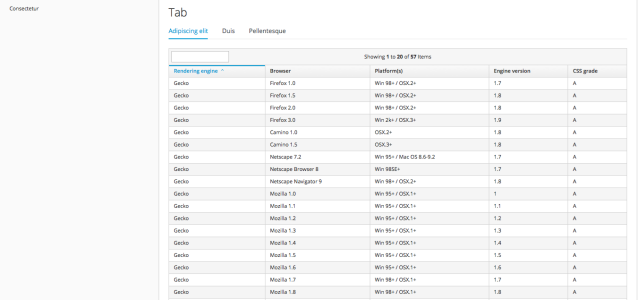 Consectetur
Tab
Adipiscing elit Duis Pellentesque
Showing 1 to 20 of 57 Items
Rendering engine Browser Platform(s) Engine version CSS grade
Gecko Firefox 1.0 Win 98+ / OSX.2+ 1.7 A
Gecko Firefox 1.5 Win 98+ / OSX.2+ 1.8 A
Gecko Firefox 2.0 Win 98+ / OSX.2+ 1.8 A
Gecko Firefox 3.0 Win 2k+ / OSX.3+ 1.9 A
Gecko Camino 1.0 OSX.2+ 1.8 A
Gecko Camino 1.5 OSX.3+ 1.8 A
Gecko Netscape 7.2 Win 95+ / Mac OS 8.6-9.2 1.7 A
Gecko Netscape Browser 8 Win 98SE+ 1.7 A
Gecko Netscape Navigator 9 Win 98+ / OSX.2+ 1.8 A
Gecko Mozilla 1.0 Win 95+ / OSX.1+ 1 A
Gecko Mozilla 1.1 Win 95+ / OSX.1+ 1.1 A
Gecko Mozilla 1.2 Win 95+ / OSX.1+ 1.2 A
Gecko Mozilla 1.3 Win 95+ / OSX.1+ 1.3 A
Gecko Mozilla 1.4 Win 95+ / OSX.1+ 1.4 A
Gecko Mozilla 1.5 Win 95+ / OSX.1+ 1.5 A
Gecko Mozilla 1.6 Win 95+ / OSX.1+ 1.6 A
Gecko Mozilla 1.7 Win 98+ / OSX.1+ 1.7 A
Gecko Mozilla 1.8 Win 98+ / OSX.1+ 1.8 A